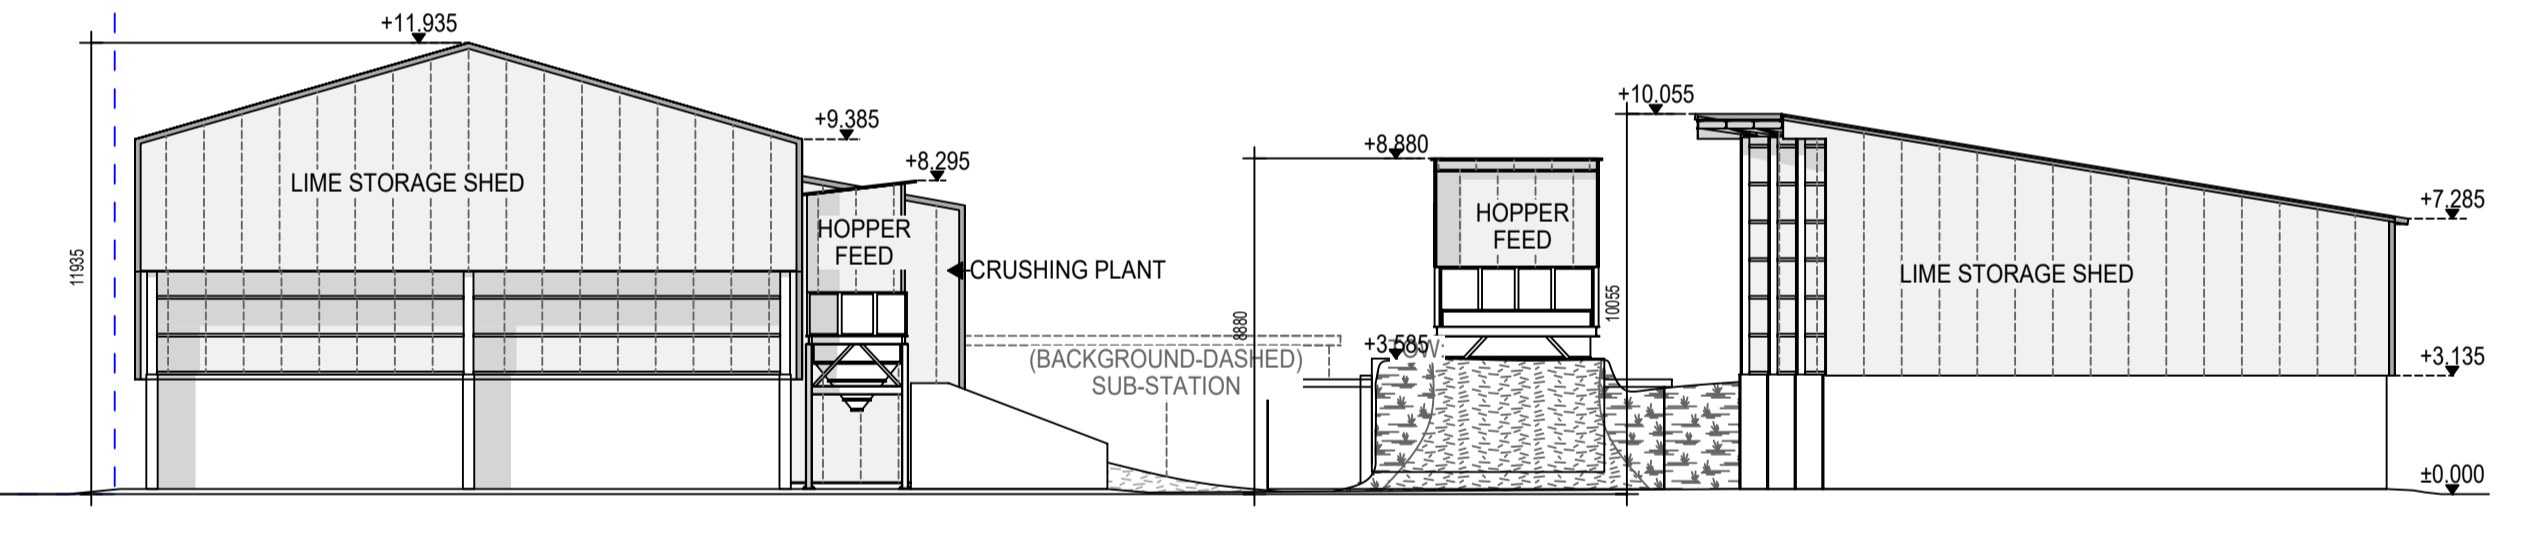 +11.935
+9.385
+8.295
LIME STORAGE SHED
HOPPER
FEED
CRUSHING PLANT
11935
(BACKGROUND-DASHED)
SUB-STATION
8880
+8.880
HOPPER
FEED
+3.585
10055
+10.055
LIME STORAGE SHED
+7.285
+3.135
±0.000